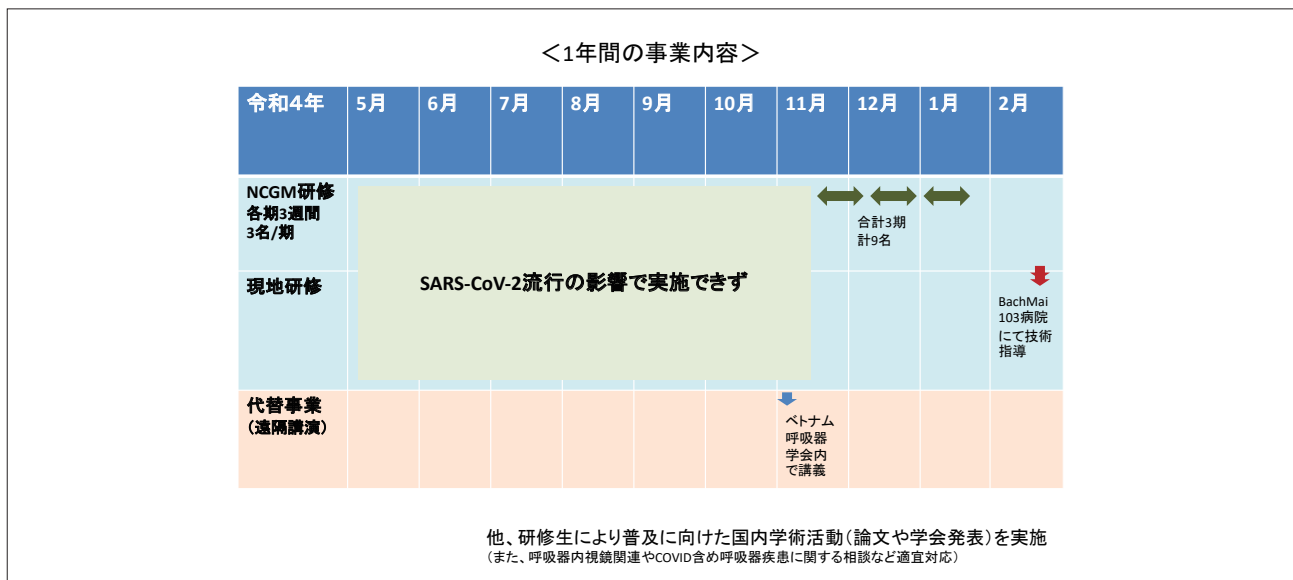 ＜1年間の事業内容＞
令和4年 5月 6月 7月 8月 9月 10月 11月 12月 1月 2月
NCGM研修
各期3週間
3名/期
合計3期
計9名
SARS-CoV-2流行の影響で実施できず
現地研修
BachMai
103病院
にて技術
指導
代替事業
（遠隔講演）
ベトナム
呼吸器
学会内
で講義
他、研修生により普及に向けた国内学術活動（論文や学会発表）を実施
（また、呼吸器内視鏡関連やCOVID含め呼吸器疾患に関する相談など適宜対応）